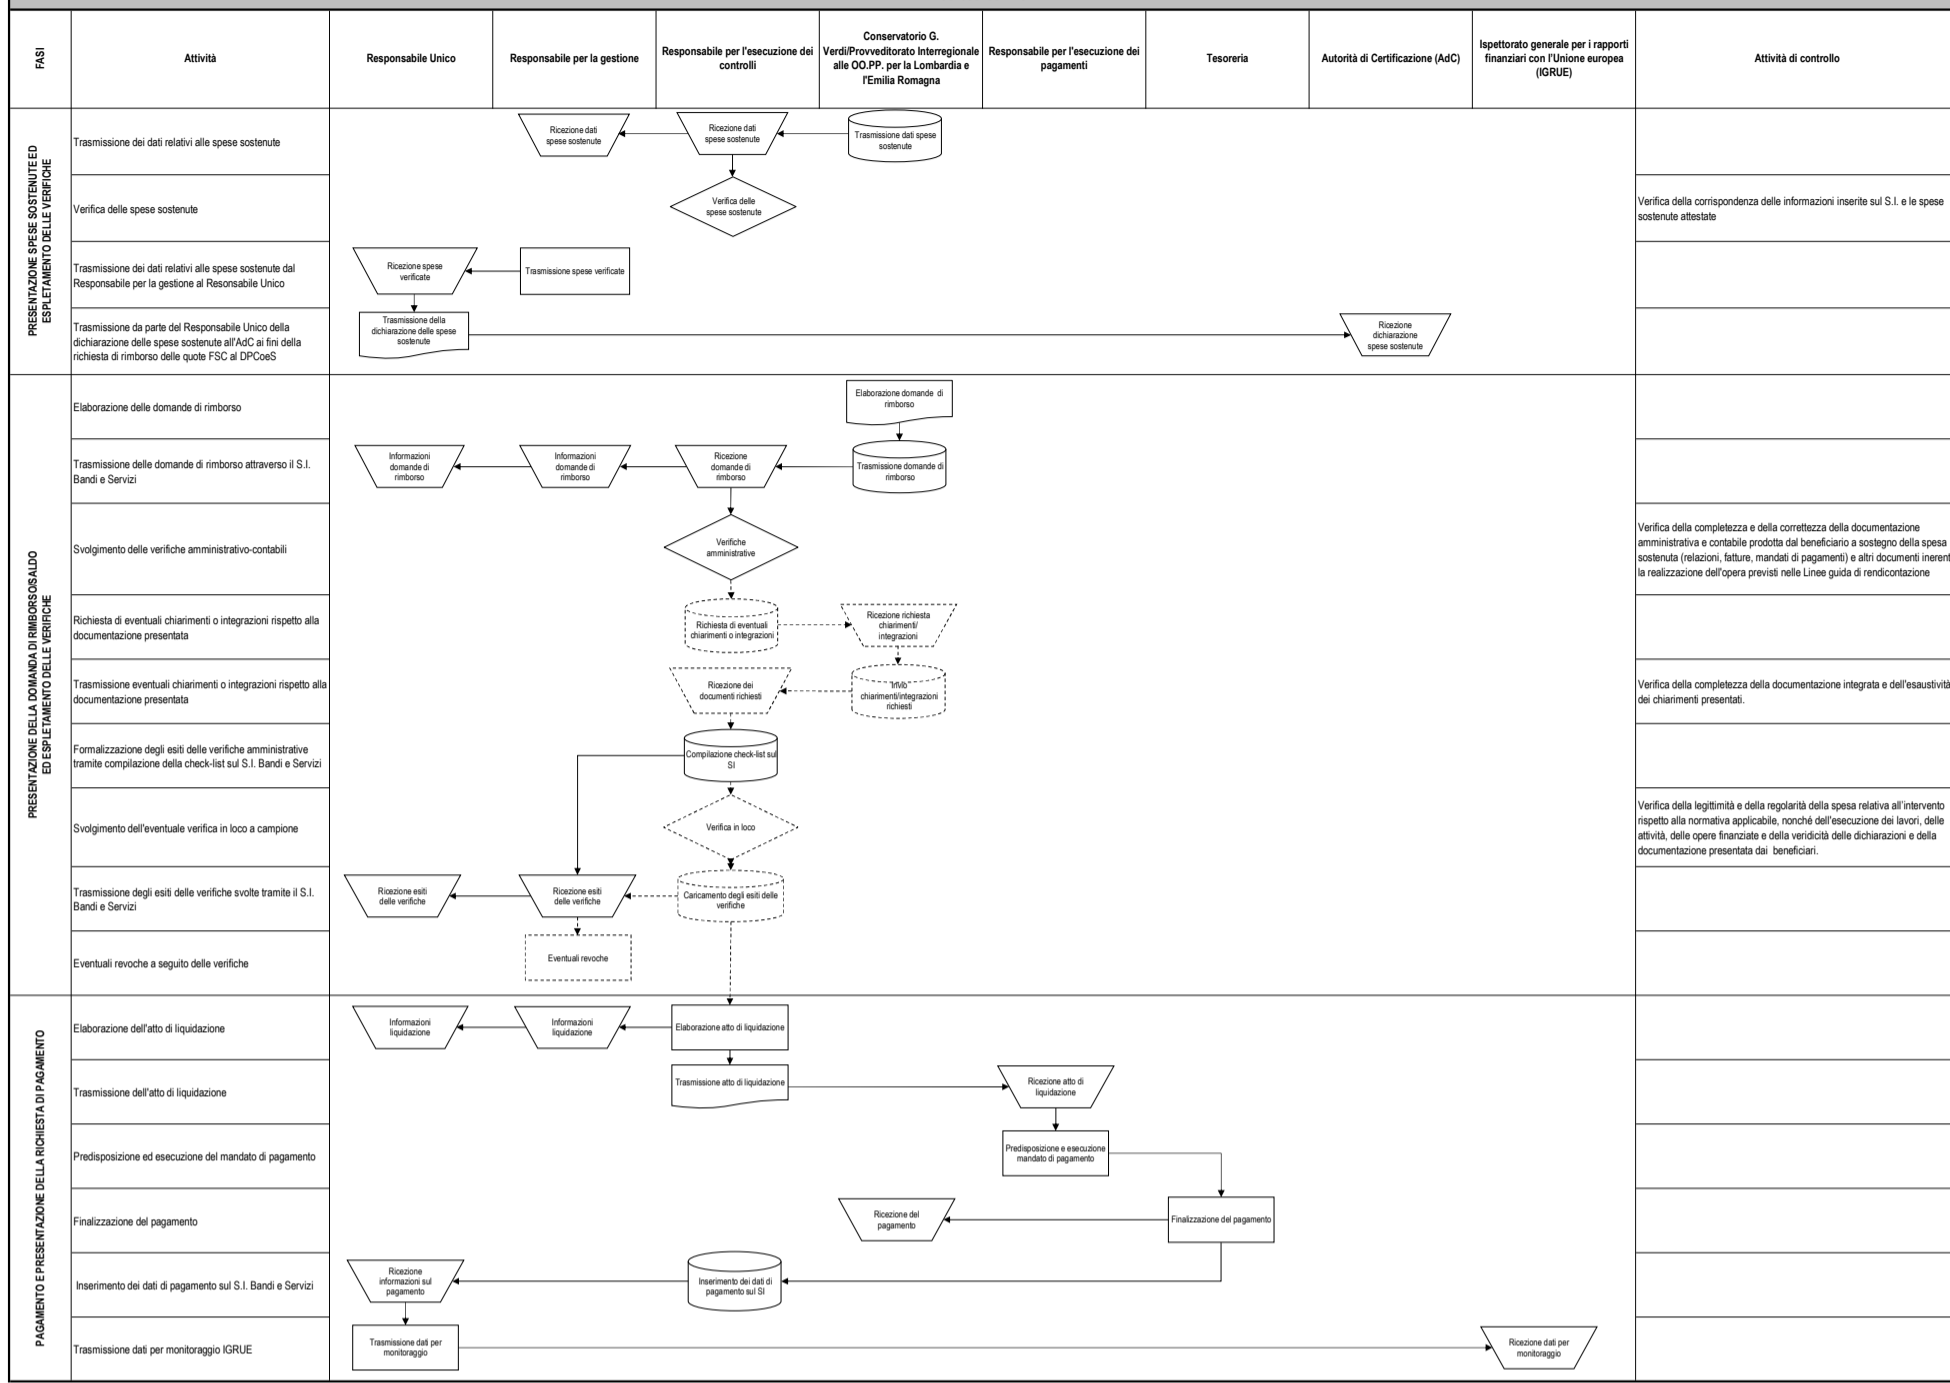 FASI
Attività
Responsabile Unico
Responsabile per la gestione
Responsabile per l'esecuzione dei
controlli
Conservatorio G.
Verdi/Provveditorato Interregionale
alle OO.PP. per la Lombardia e
l'Emilia Romagna
Responsabile per l'esecuzione dei
pagamenti
Tesoreria
Autorità di Certificazione (AdC)
Ispettorato generale per i rapporti
finanziari con l'Unione europea
(IGRUE)
Attività di controllo
PRESENTAZIONE SPESE SOSTENUTE ED
ESPLETAMENTO DELLE VERIFICHE
Trasmissione dei dati relativi alle spese sostenute
Ricezione dati
spese sostenute
Ricezione dati
spese sostenute
Trasmissione dati spese
sostenute
Verifica delle spese sostenute
Verifica delle
spese sostenute
Verifica della corrispondenza delle informazioni inserite sul S.I. e le spese
sostenute attestate
Trasmissione dei dati relativi alle spese sostenute dal
Responsabile per la gestione al Resonsabile Unico
Ricezione spese
verificate
Trasmissione spese verificate
Trasmissione da parte del Responsabile Unico della
dichiarazione delle spese sostenute all'AdC ai fini della
richiesta di rimborso delle quote FSC al DPCoeS
Trasmissione della
dichiarazione delle spese
sostenute
Ricezione
dichiarazione
spese sostenute
PRESENTAZIONE DELLA DOMANDA DI RIMBORSO/SALDO
ED ESPLETAMENTO DELLE VERIFICHE
Elaborazione delle domande di rimborso
Elaborazione domande di
rimborso
Trasmissione delle domande di rimborso attraverso il S.I.
Bandi e Servizi
Informazioni
domande di
rimborso
Informazioni
domande di
rimborso
Ricezione
domande di
rimborso
Trasmissione domande di
rimborso
Svolgimento delle verifiche amministrativo-contabili
Verifiche
amministrative
Verifica della completezza e della correttezza della documentazione
amministrativa e contabile prodotta dal beneficiario a sostegno della spesa
sostenuta (relazioni, fatture, mandati di pagamenti) e altri documenti inerent
la realizzazione dell'opera previsti nelle Linee guida di rendicontazione
Richiesta di eventuali chiarimenti o integrazioni rispetto alla
documentazione presentata
Richiesta di eventuali
chiarimenti o integrazioni
Ricezione richiesta
chiarimenti/
integrazioni
Trasmissione eventuali chiarimenti o integrazioni rispetto alla
documentazione presentata
Ricezione dei
documenti richiesti
Invio
chiarimenti/integrazioni
richiesti
Verifica della completezza della documentazione integrata e dell'esaustività
dei chiarimenti presentati.
Formalizzazione degli esiti delle verifiche amministrative
tramite compilazione della check-list sul S.I. Bandi e Servizi
Compilazione check-list sul
SI
Svolgimento dell'eventuale verifica in loco a campione
Verifica in loco
Verifica della legittimità e della regolarità della spesa relativa all'intervento
rispetto alla normativa applicabile, nonché dell'esecuzione dei lavori, delle
attività, delle opere finanziate e della veridicità delle dichiarazioni e della
documentazione presentata dai beneficiari.
Trasmissione degli esiti delle verifiche svolte tramite il S.I.
Bandi e Servizi
Ricezione esiti
delle verifiche
Ricezione esiti
delle verifiche
Caricamento degli esiti delle
verifiche
Eventuali revoche a seguito delle verifiche
Eventuali revoche
PAGAMENTO E PRESENTAZIONE DELLA RICHIESTA DI PAGAMENTO
Elaborazione dell'atto di liquidazione
Informazioni
liquidazione
Informazioni
liquidazione
Elaborazione atto di liquidazione
Trasmissione dell'atto di liquidazione
Trasmissione atto di liquidazione
Ricezione atto di
liquidazione
Predisposizione ed esecuzione del mandato di pagamento
Predisposizione e esecuzione
mandato di pagamento
Finalizzazione del pagamento
Ricezione del
pagamento
Finalizzazione del pagamento
Inserimento dei dati di pagamento sul S.I. Bandi e Servizi
Ricezione
informazioni sul
pagamento
Inserimento dei dati di
pagamento sul SI
Trasmissione dati per monitoraggio IGRUE
Trasmissione dati per
monitoraggio
Ricezione dati per
monitoraggio